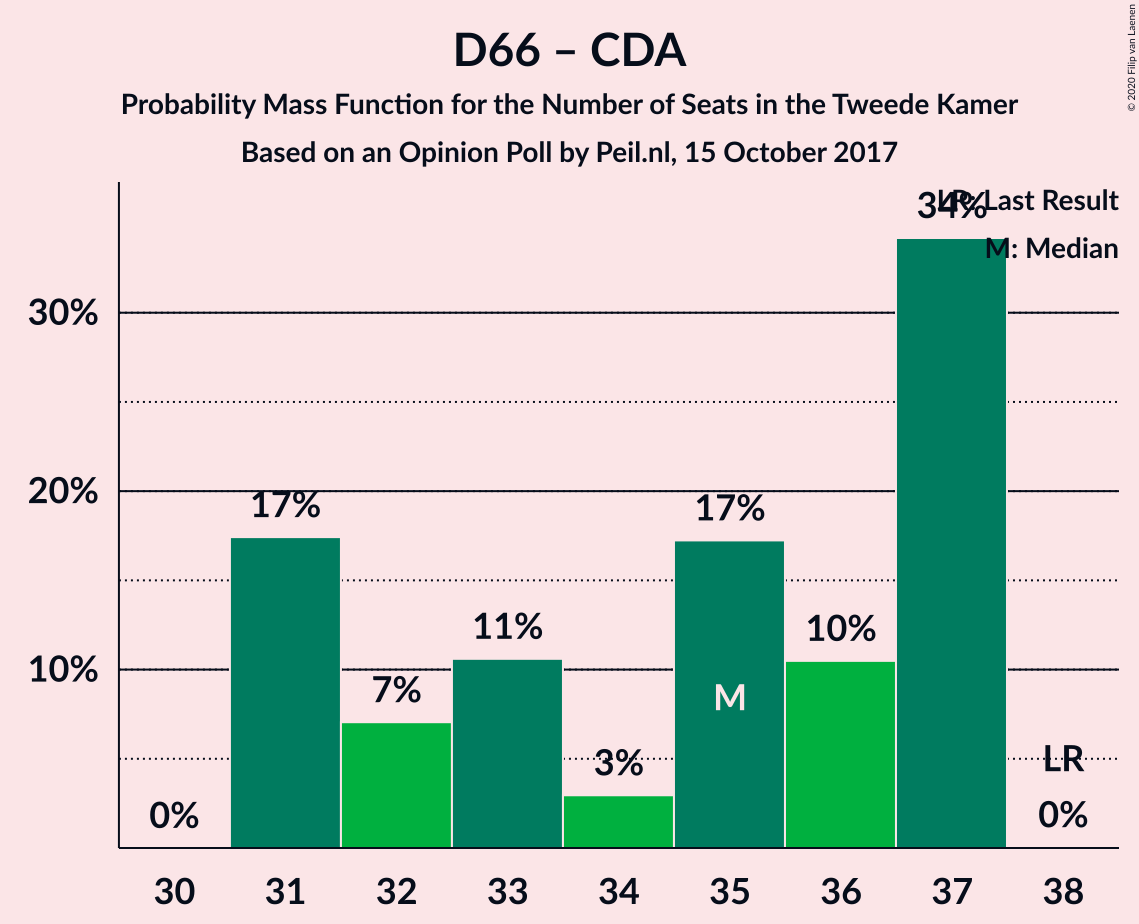 D66 – CDA
Probability Mass Function for the Number of Seats in the Tweede Kamer
Based on an Opinion Poll by Peil.nl, 15 October 2017
© 2020 Filip van Laenen
LR: Last Result
M: Median
34%
30%
20%
10%
0%
17%
7%
11%
3%
17%
M
10%
LR
0%
30 31 32 33 34 35 36 37 38